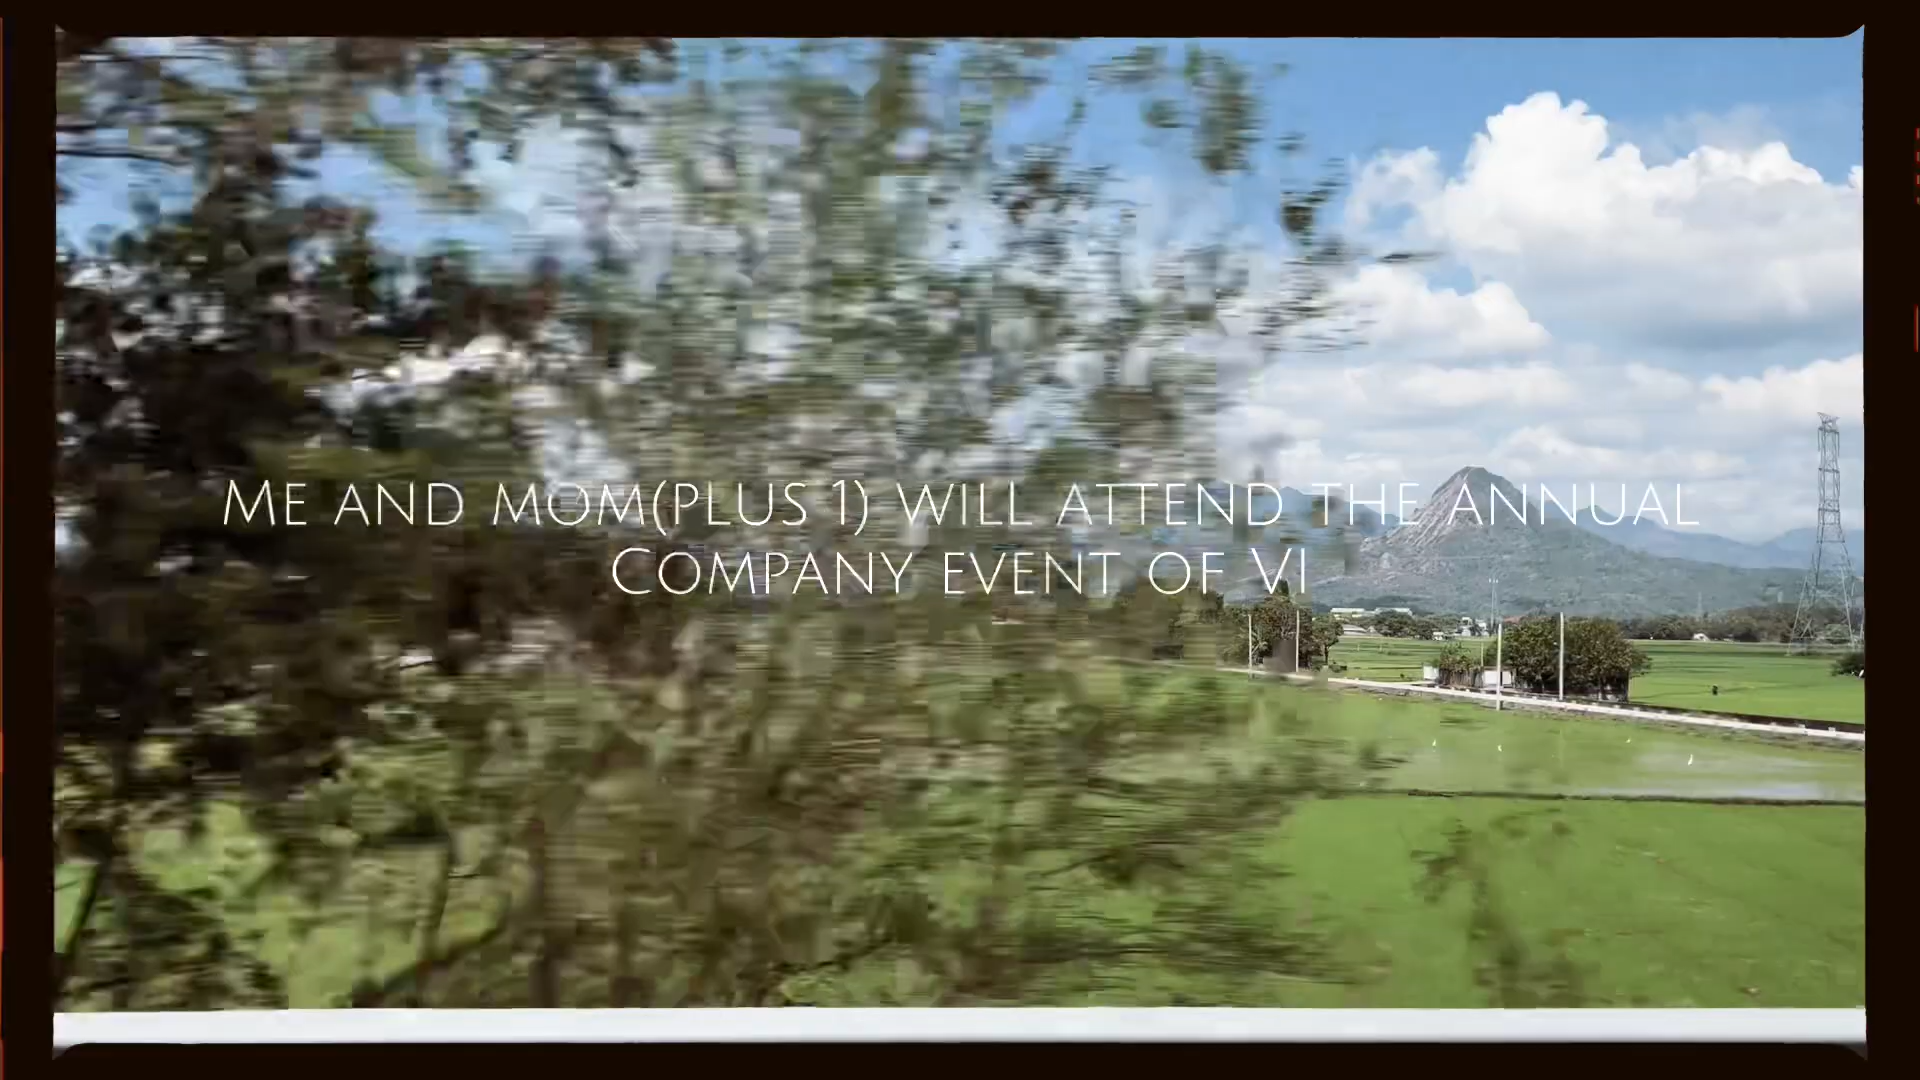 Me and mom(plus 1) will attend the annual
Company event of VI